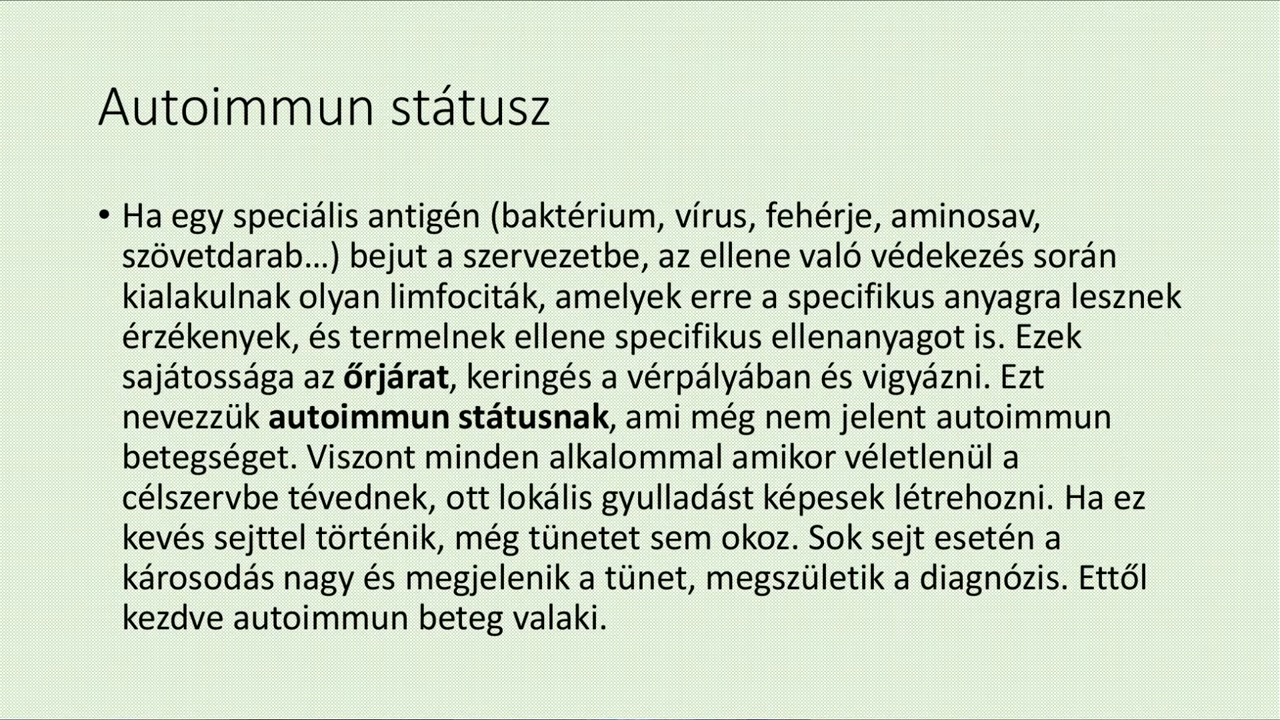 Autoimmun státusz
• Ha egy speciális antigén (baktérium, vírus, fehérje, aminosav,
szövetdarab…) bejut a szervezetbe, az ellene való védekezés során
kialakulnak olyan limfociták, amelyek erre a specifikus anyagra lesznek
érzékenyek, és termelnek ellene specifikus ellenanyagot is. Ezek
sajátossága az őrjárat, keringés a vérpályában és vigyázni. Ezt
nevezzük autoimmun státusnak, ami még nem jelent autoimmun
betegséget. Viszont minden alkalommal amikor véletlenül a
célszervbe tévednek, ott lokális gyulladást képesek létrehozni. Ha ez
kevés sejttel történik, még tünetet sem okoz. Sok sejt esetén a
károsodás nagy és megjelenik a tünet, megszületik a diagnózis. Ettől
kezdve autoimmun beteg valaki.